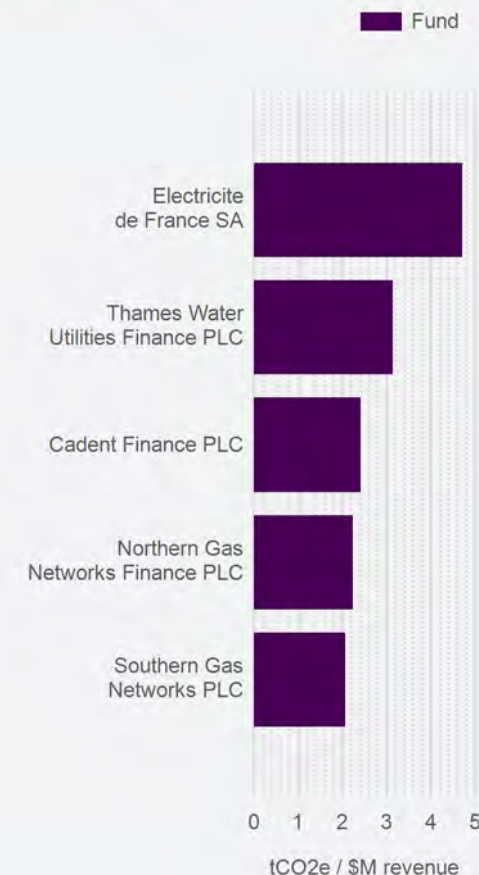 Fund
Electricite
de France SA
Thames Water
Utilities Finance PLC
Cadent Finance PLC
Northern Gas
Networks Finance PLC
Southern Gas
Networks PLC
0 1 2 3 4 5
tCO2e / $M revenue